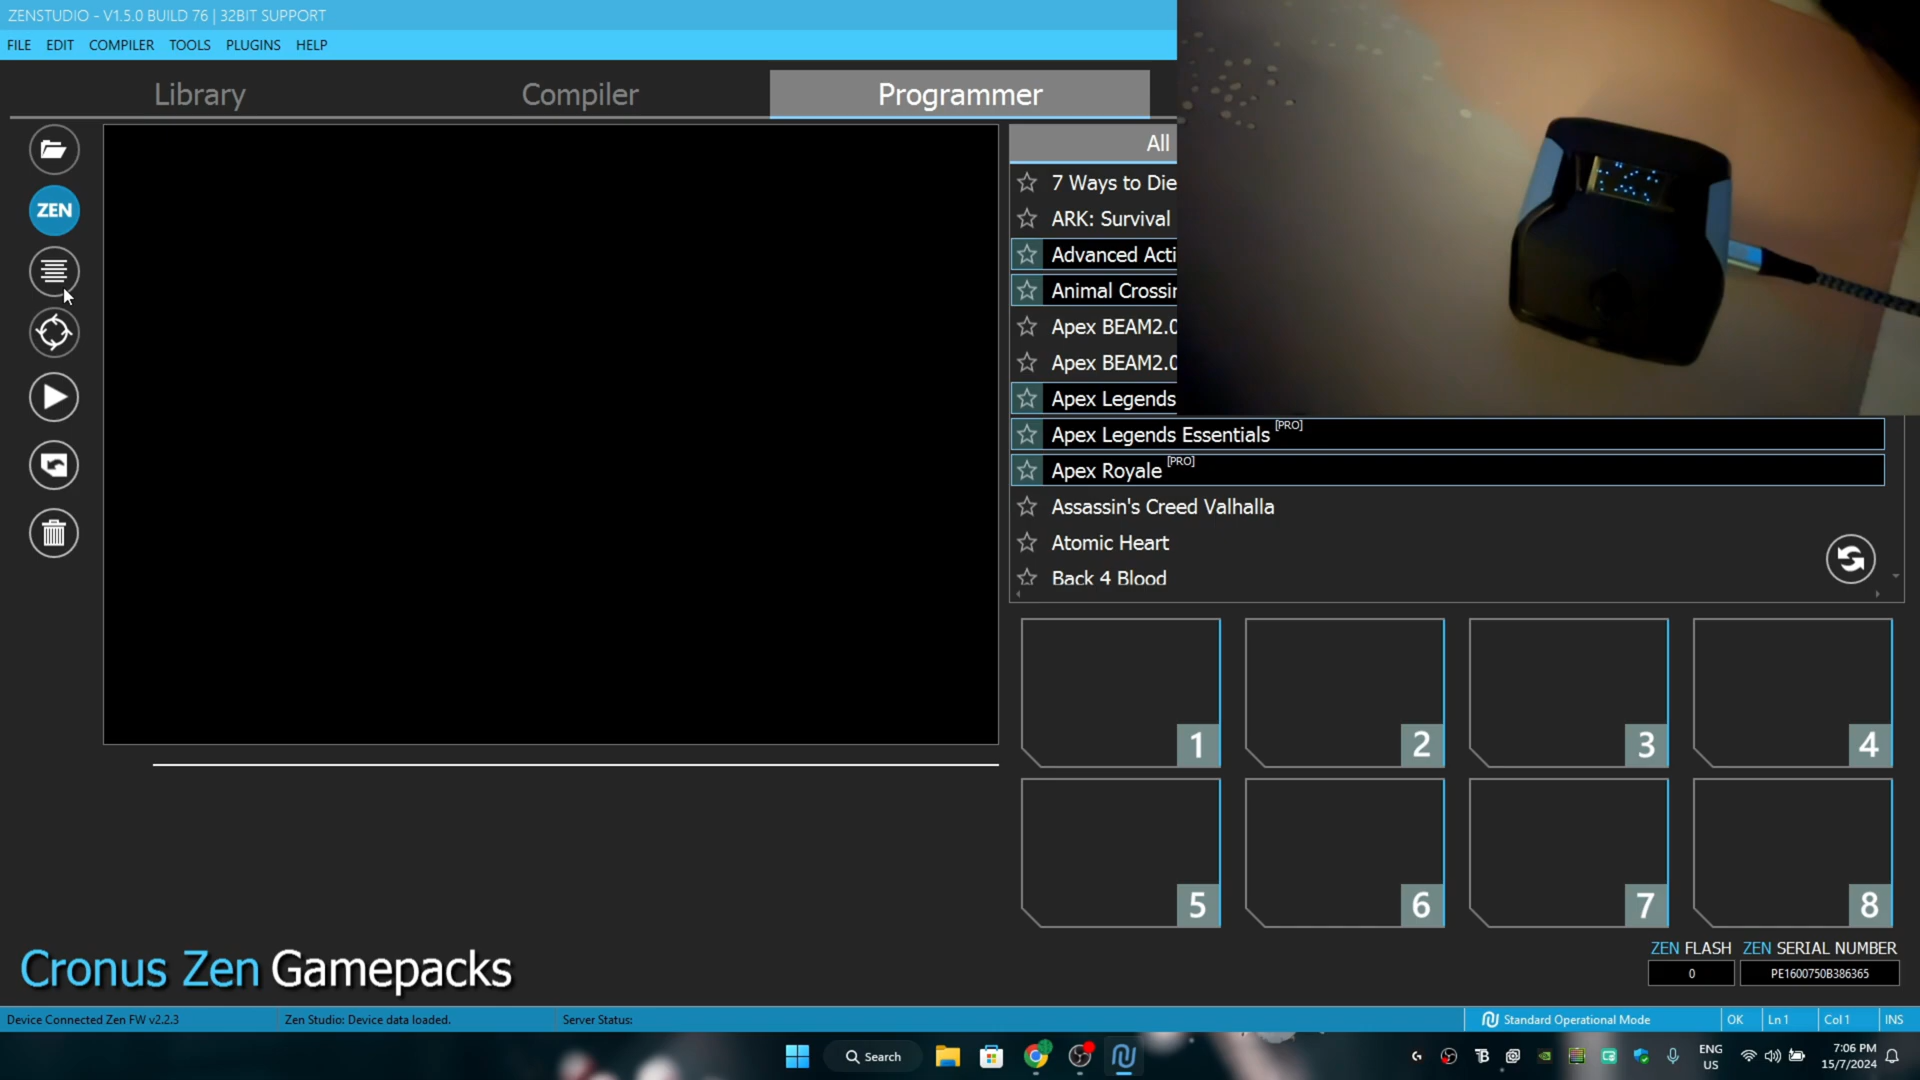 ZENSTUDIO - V1.5.0 BUILD 76 | 32BIT SUPPORT
FILE EDIT COMPILER TOOLS PLUGINS HELP
Library Compiler Programmer
ZEN
All
7 Ways to Die
ARK: Survival
Advanced Acti
Animal Crossin
Apex BEAM2.0
Apex BEAM2.0
Apex Legends
Apex Legends Essentials [PRO]
Apex Royale [PRO]
Assassin's Creed Valhalla
Atomic Heart
Back 4 Blood
1 2 3 4
5 6 7 8
ZEN FLASH ZEN SERIAL NUMBER
0 PE1600750B386365
Cronus Zen Gamepacks
Device Connected Zen FW v2.2.3 Zen Studio: Device data loaded. Server Status: Standard Operational Mode OK Ln 1 Col 1 INS
Search
ENG
US
7:06 PM
15/7/2024